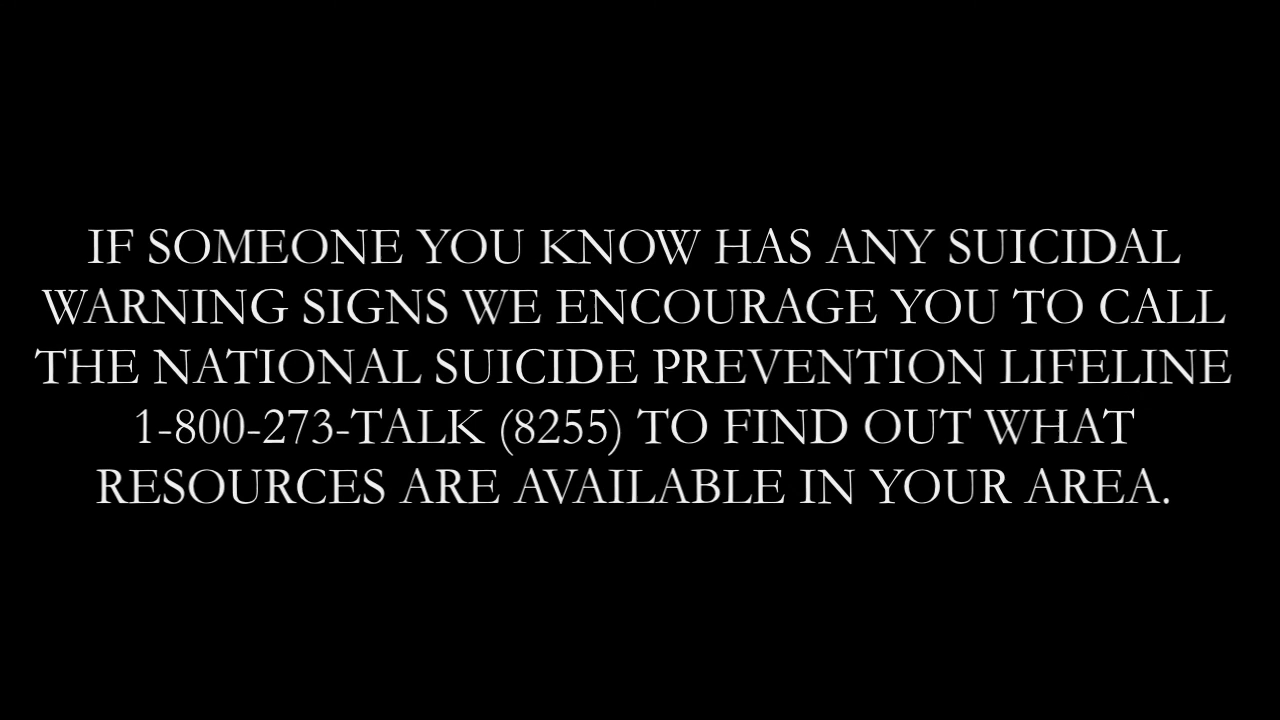 IF SOMEONE YOU KNOW HAS ANY SUICIDAL
WARNING SIGNS WE ENCOURAGE YOU TO CALL
THE NATIONAL SUICIDE PREVENTION LIFELINE
1-800-273-TALK (8255) TO FIND OUT WHAT
RESOURCES ARE AVAILABLE IN YOUR AREA.